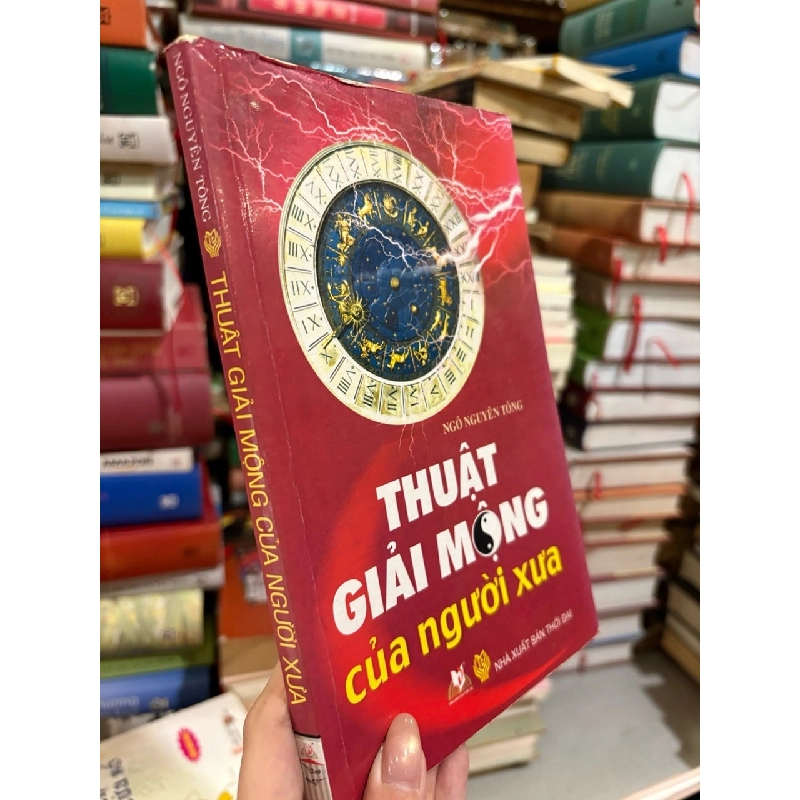 NGÔ NGUYÊN TÔNG
THUẬT GIẢI MỘNG CỦA NGƯỜI XƯA
NGÔ NGUYÊN TÔNG
THUẬT
GIẢI MỘNG
của người xưa
NHÀ XUẤT BẢN THỜI ĐẠI